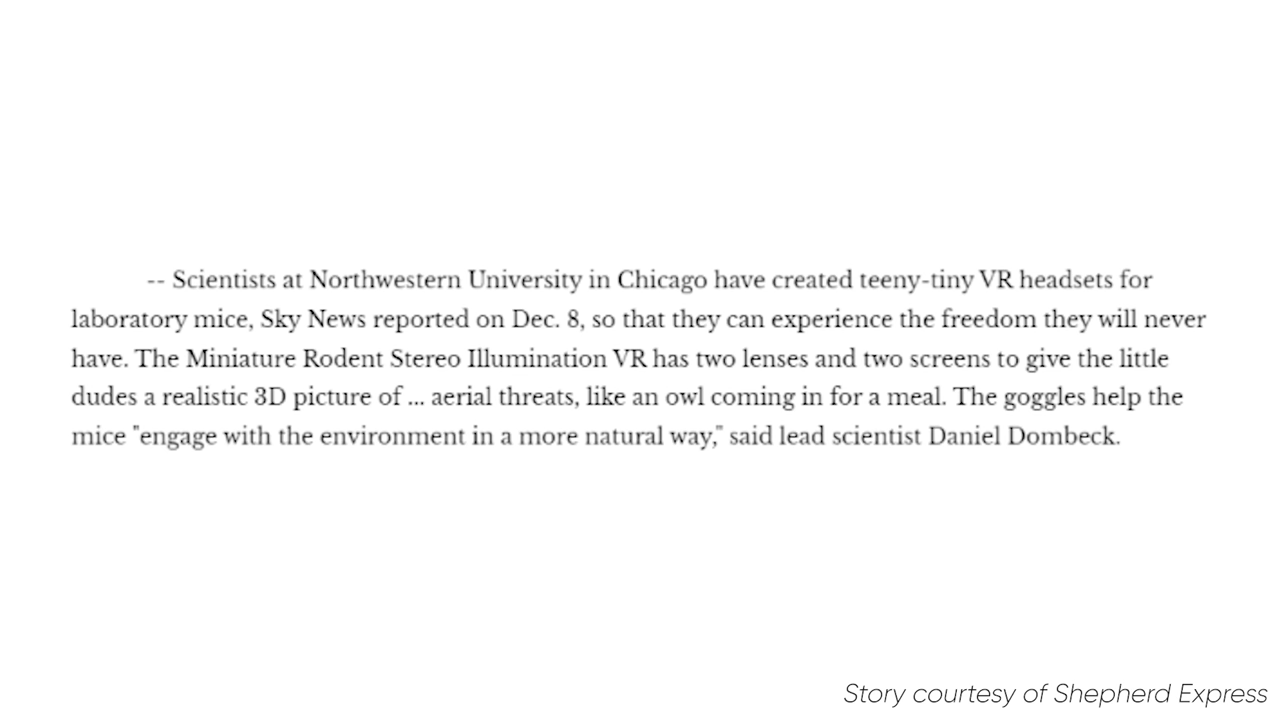 -- Scientists at Northwestern University in Chicago have created teeny-tiny VR headsets for
laboratory mice, Sky News reported on Dec. 8, so that they can experience the freedom they will never
have. The Miniature Rodent Stereo Illumination VR has two lenses and two screens to give the little
dudes a realistic 3D picture of ... aerial threats, like an owl coming in for a meal. The goggles help the
mice "engage with the environment in a more natural way," said lead scientist Daniel Dombeck.
Story courtesy of Shepherd Express